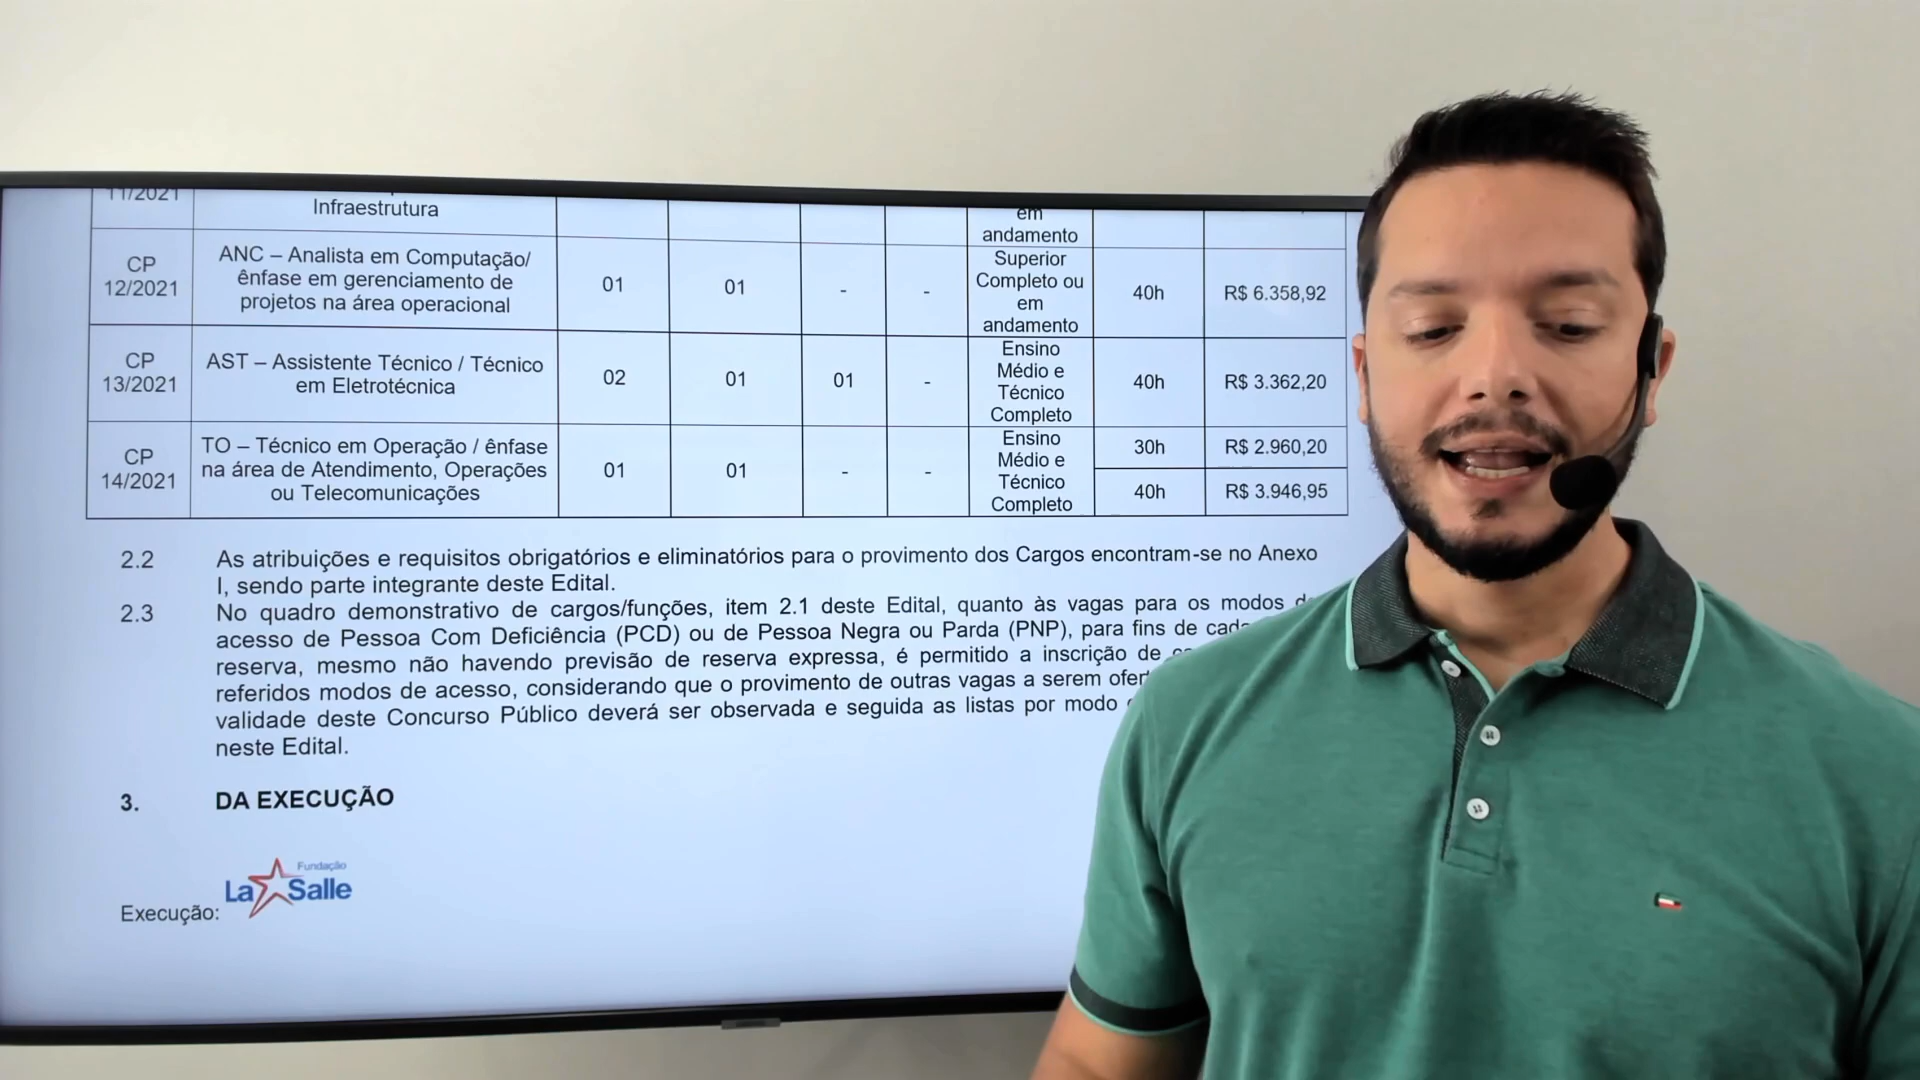 11/2021
Infraestrutura
em
andamento
CP
12/2021
ANC – Analista em Computação/
ênfase em gerenciamento de
projetos na área operacional
01
01
-
-
Superior
Completo ou
em
andamento
40h
R$ 6.358,92
CP
13/2021
AST – Assistente Técnico / Técnico
em Eletrotécnica
02
01
01
-
Ensino
Médio e
Técnico
Completo
40h
R$ 3.362,20
CP
14/2021
TO – Técnico em Operação / ênfase
na área de Atendimento, Operações
ou Telecomunicações
01
01
-
-
Ensino
Médio e
Técnico
Completo
30h
R$ 2.960,20
40h
R$ 3.946,95
2.2 As atribuições e requisitos obrigatórios e eliminatórios para o provimento dos Cargos encontram-se no Anexo
I, sendo parte integrante deste Edital.
2.3 No quadro demonstrativo de cargos/funções, item 2.1 deste Edital, quanto às vagas para os modos
acesso de Pessoa Com Deficiência (PCD) ou de Pessoa Negra ou Parda (PNP), para fins de
reserva, mesmo não havendo previsão de reserva expressa, é permitido a inscrição de
referidos modos de acesso, considerando que o provimento de outras vagas a serem
validade deste Concurso Público deverá ser observada e seguida as listas por modo
neste Edital.
3. DA EXECUÇÃO
Fundação
La Salle
Execução: